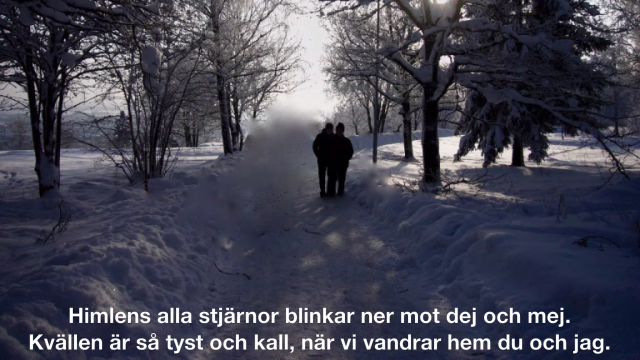 Himlens alla stjärnor blinkar ner mot dej och mej.
Kvällen är så tyst och kall, när vi vandrar hem du och jag.